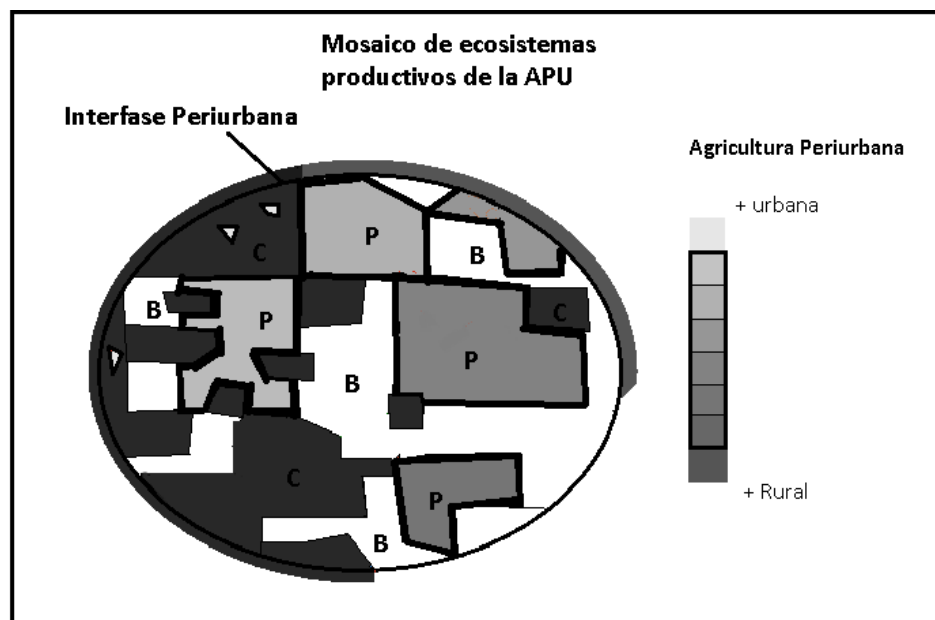 Mosaico de ecosistemas
productivos de la APU
Interfase Periurbana
Agricultura Periurbana
+ urbana
P
C
B
B
P
C
P
B
C
P
B
+ Rural